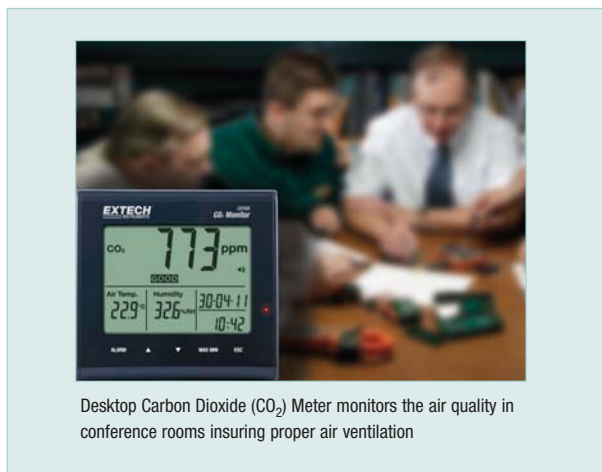 EXTECH
INSTRUMENTS
CO₂ Monitor
CO₂ 773 ppm
GOOD
Air Temp. Humidity 30:04-11
22.9 °C 32.6 %RH 10:42
ALARM ▲ ▼ MAX MIN ESC
Desktop Carbon Dioxide (CO₂) Meter monitors the air quality in
conference rooms insuring proper air ventilation